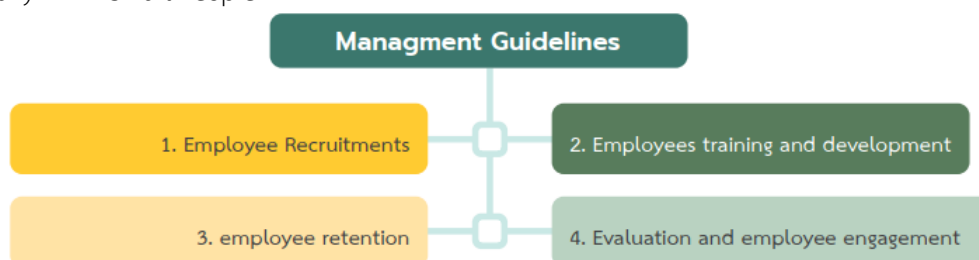 Managment Guidelines
1. Employee Recruitments
2. Employees training and development
3. employee retention
4. Evaluation and employee engagement